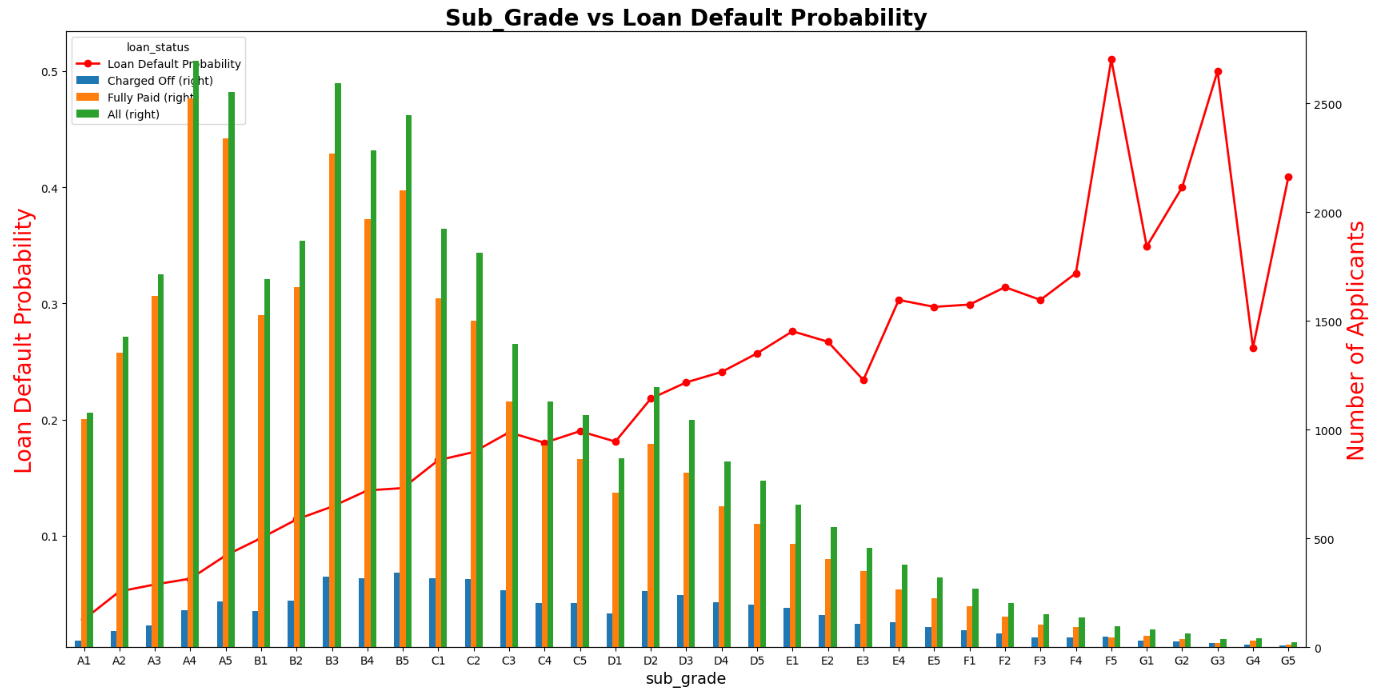 Sub_Grade vs Loan Default Probability
loan_status
Loan Default Probability
Charged Off (right)
Fully Paid (right)
All (right)
Loan Default Probability
0.5
0.4
0.3
0.2
0.1
2500
2000
1500
1000
500
0
Number of Applicants
A1 A2 A3 A4 A5 B1 B2 B3 B4 B5 C1 C2 C3 C4 C5 D1 D2 D3 D4 D5 E1 E2 E3 E4 E5 F1 F2 F3 F4 F5 G1 G2 G3 G4 G5
sub_grade